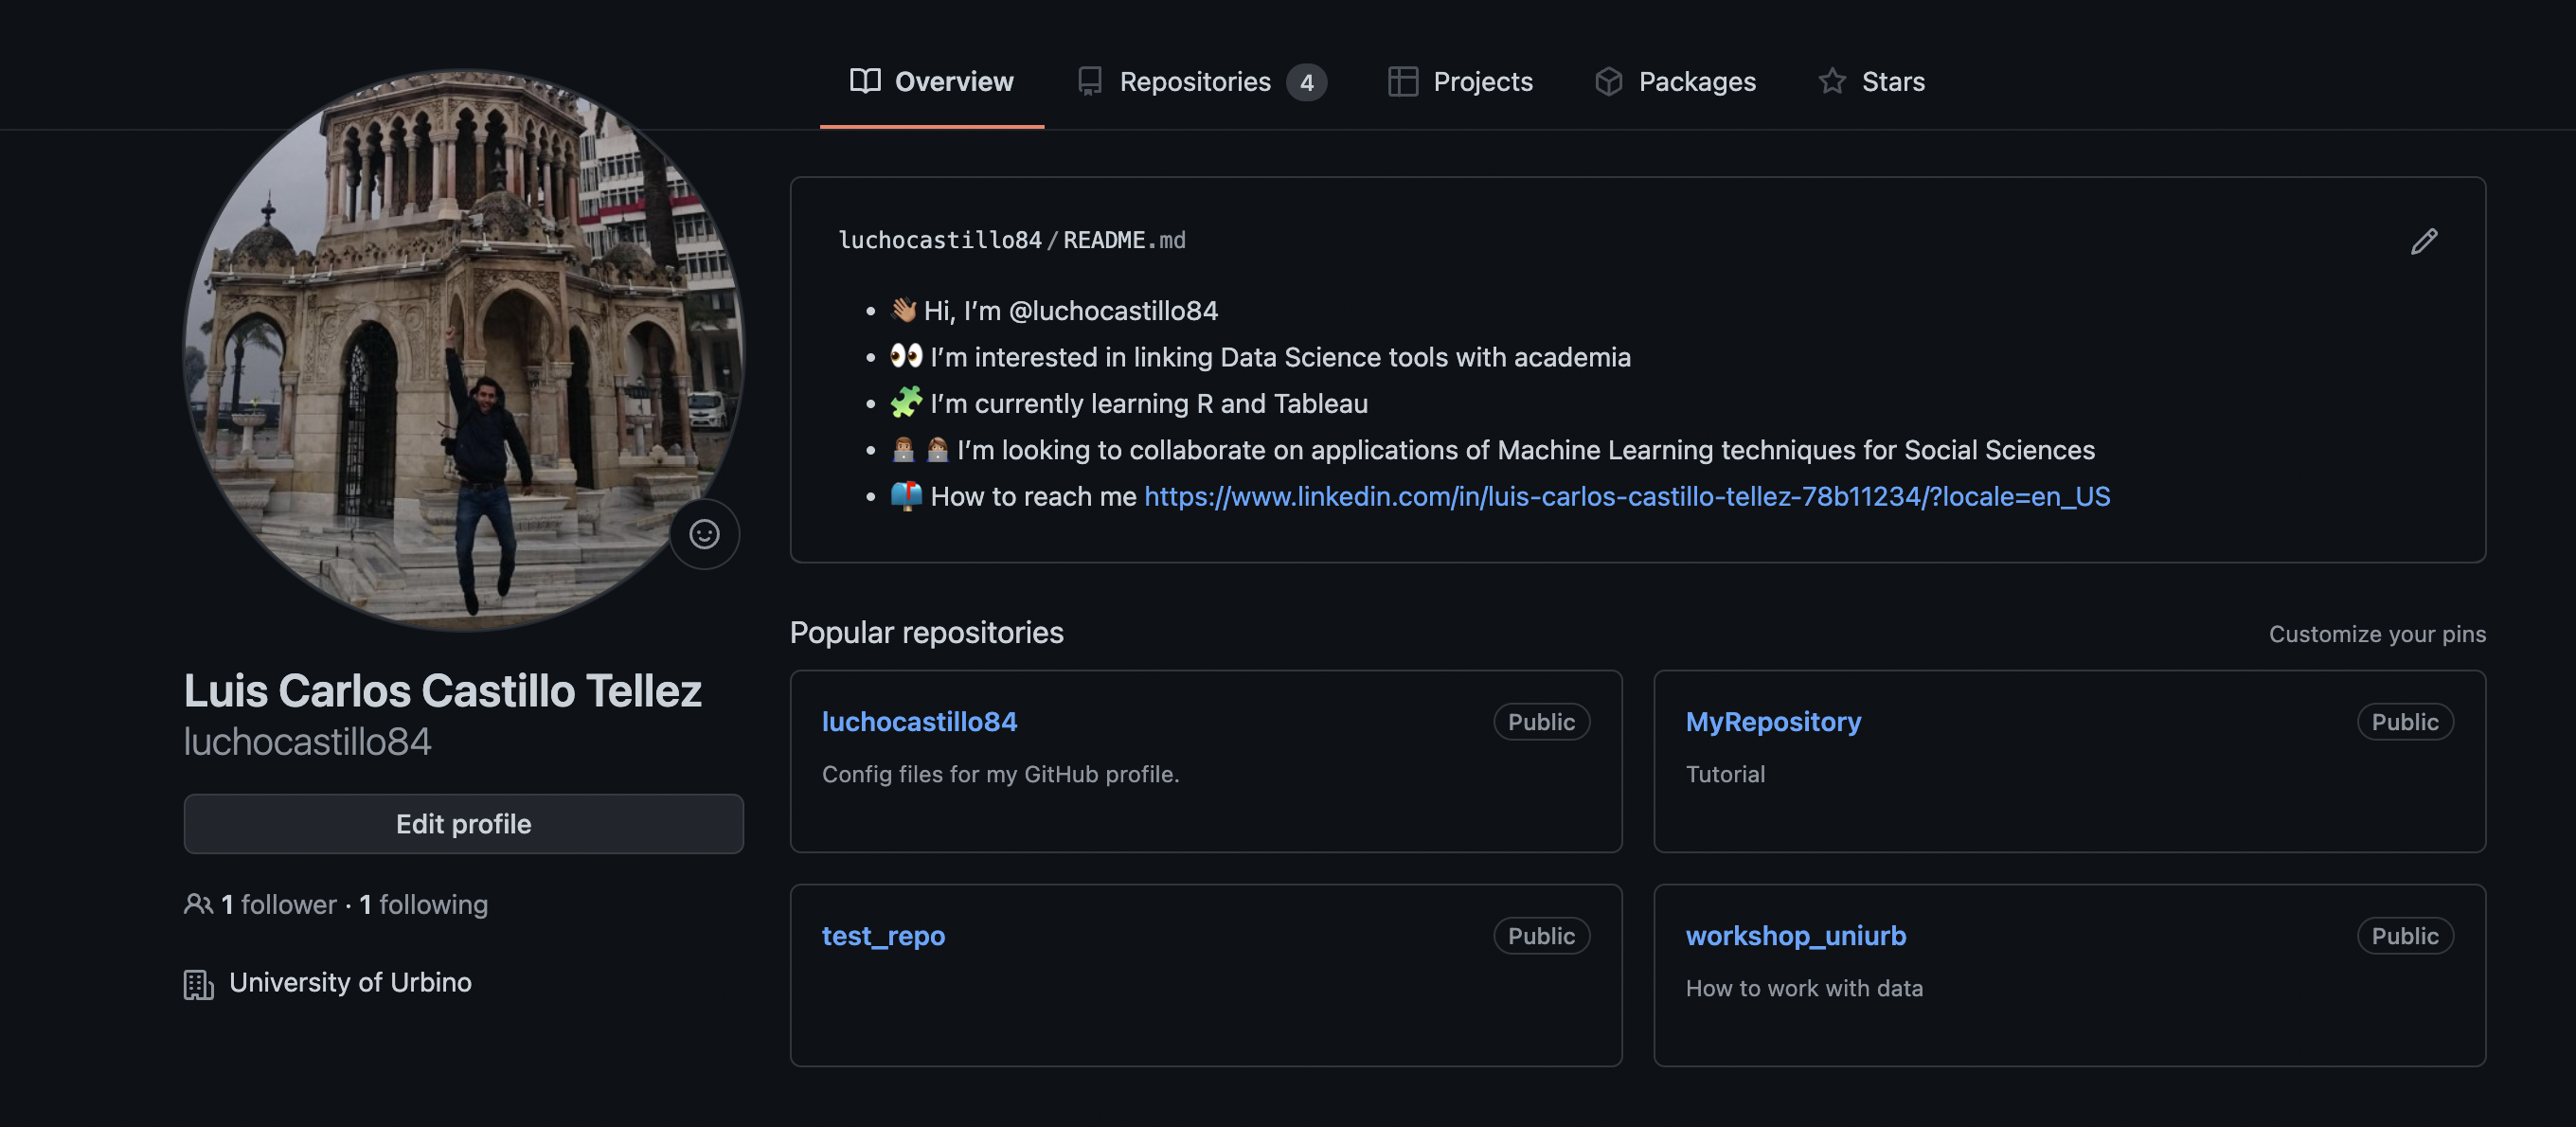 Overview Repositories 4 Projects Packages Stars
luchocastillo84/README.md
👋🏽 Hi, I’m @luchocastillo84
👀 I’m interested in linking Data Science tools with academia
🧩 I’m currently learning R and Tableau
👨🏽‍💻 👩🏽‍💻 I’m looking to collaborate on applications of Machine Learning techniques for Social Sciences
📫 How to reach me https://www.linkedin.com/in/luis-carlos-castillo-tellez-78b11234/?locale=en_US
Luis Carlos Castillo Tellez
luchocastillo84
Edit profile
1 follower · 1 following
University of Urbino
Popular repositories
Customize your pins
luchocastillo84 Public
Config files for my GitHub profile.
MyRepository Public
Tutorial
test_repo Public
workshop_uniurb Public
How to work with data